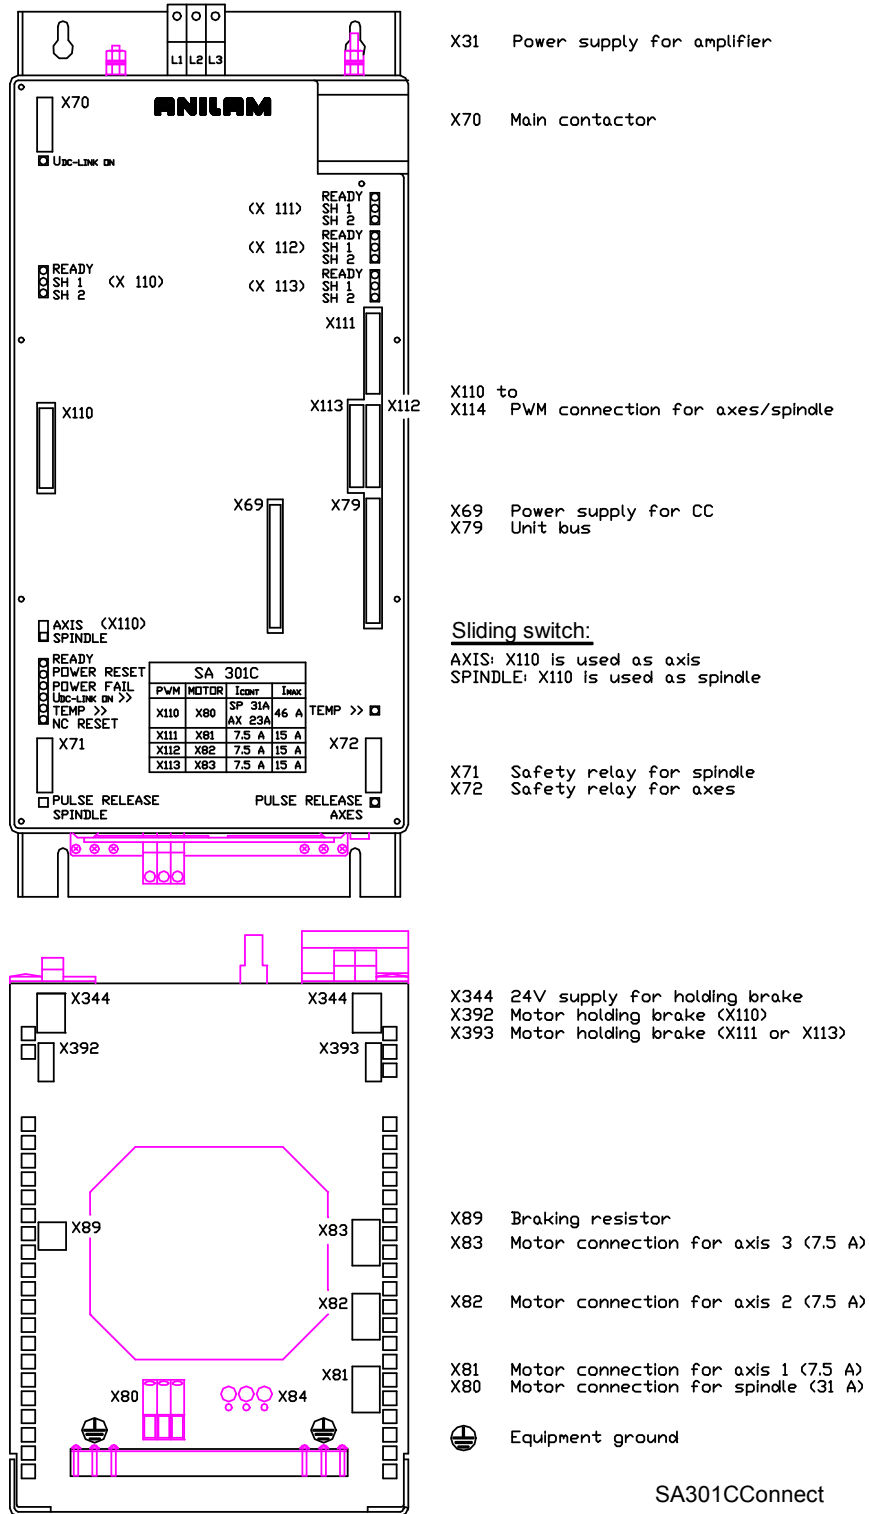 L1 L2 L3
X31 Power supply for amplifier
X70
ANILAM
X70 Main contactor
UDC-LINK ON
(X 111)
READY
SH 1
SH 2
(X 112)
READY
SH 1
SH 2
(X 113)
READY
SH 1
SH 2
READY
SH 1
SH 2
(X 110)
X111
X110 to
X114 PWM connection for axes/spindle
X110
X113
X112
X69
X79
X69 Power supply for CC
X79 Unit bus
AXIS (X110)
SPINDLE
Sliding switch:
AXIS: X110 is used as axis
SPINDLE: X110 is used as spindle
READY
POWER RESET
POWER FAIL
UDC-LINK ON >>
TEMP >>
NC RESET
SA 301C
PWM MOTOR ICONT IMAX
X110 X80 SP 31A AX 23A 46 A
X111 X81 7.5 A 15 A
X112 X82 7.5 A 15 A
X113 X83 7.5 A 15 A
TEMP >>
X71
X72
X71 Safety relay for spindle
X72 Safety relay for axes
PULSE RELEASE
SPINDLE
PULSE RELEASE
AXES
X344
X344
X344 24V supply for holding brake
X392 Motor holding brake (X110)
X393 Motor holding brake (X111 or X113)
X392
X393
X89
X83
X89 Braking resistor
X83 Motor connection for axis 3 (7.5 A)
X82
X82 Motor connection for axis 2 (7.5 A)
X81
X81 Motor connection for axis 1 (7.5 A)
X80 Motor connection for spindle (31 A)
X80
X84
Equipment ground
SA301CConnect